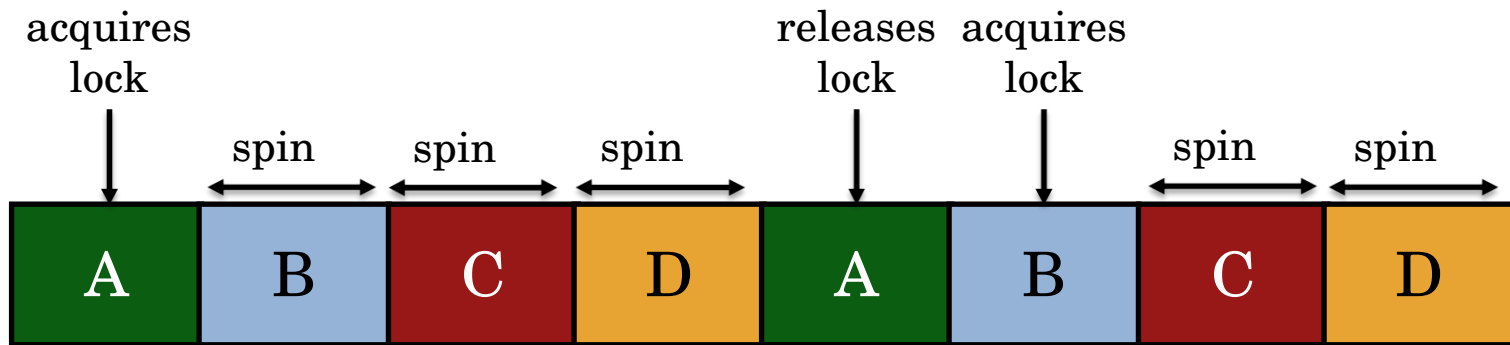 acquires
lock
releases
lock
acquires
lock
spin
spin
spin
spin
spin
A
B
C
D
A
B
C
D